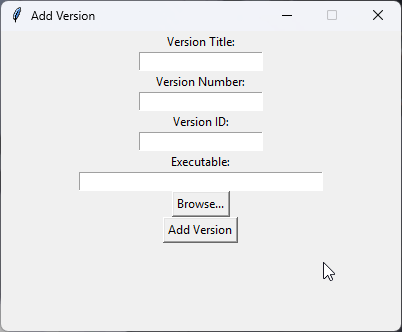 Add Version
Version Title:
Version Number:
Version ID:
Executable:
Browse...
Add Version